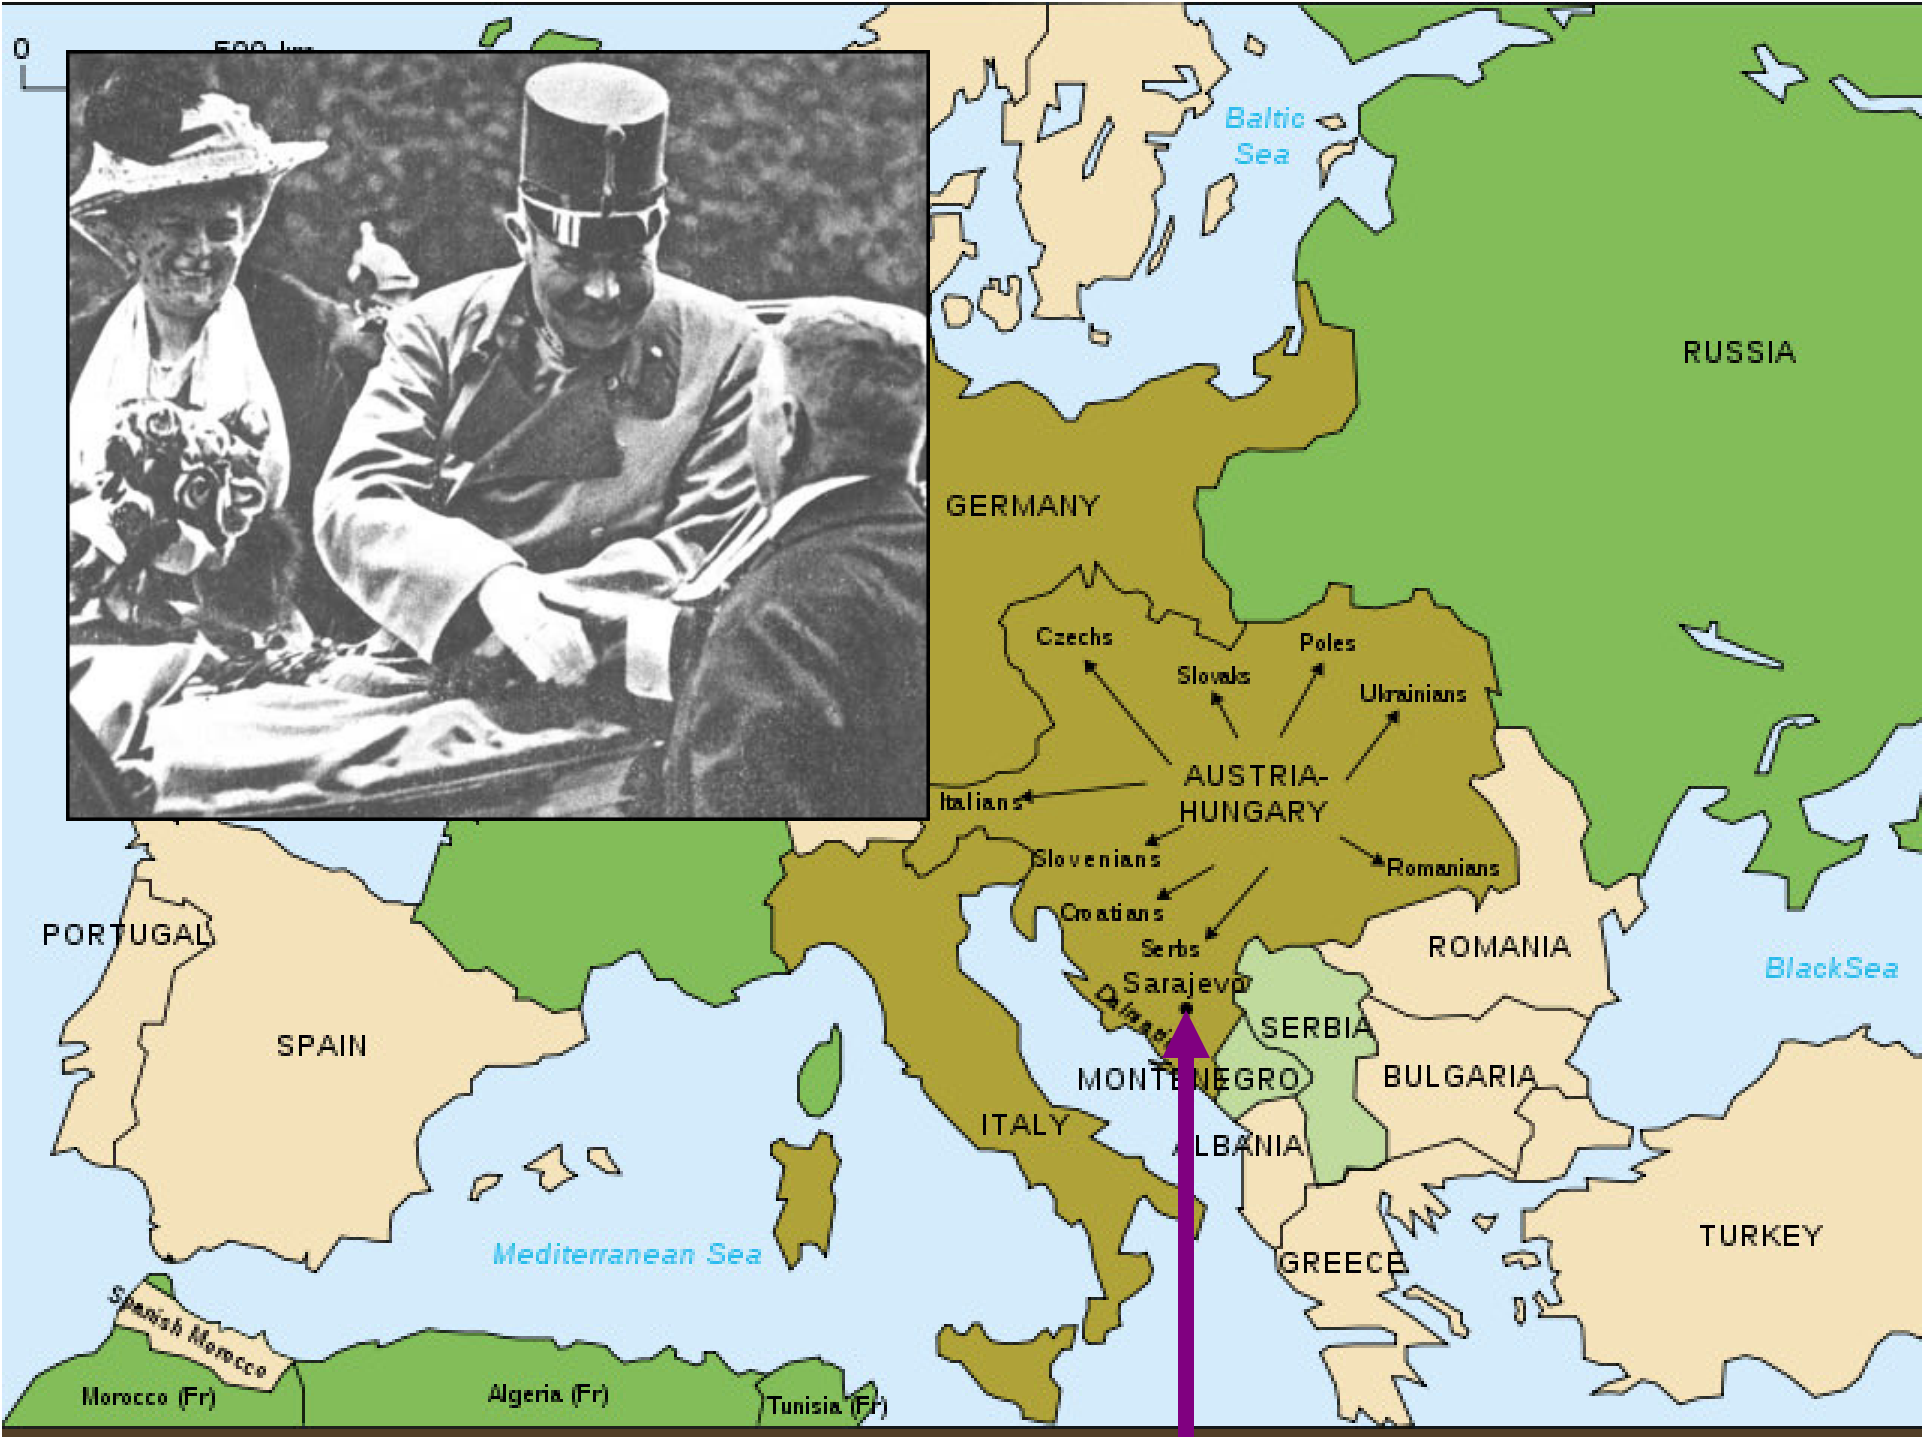 0
Baltic
Sea
RUSSIA
GERMANY
Czechs
Poles
Slovaks
Ukrainians
AUSTRIA-
HUNGARY
Italians
Slovenians
Romanians
Croatians
Serbs
Sarajevo
PORTUGAL
ROMANIA
BlackSea
SPAIN
SERBIA
MONTENEGRO
BULGARIA
ITALY
ALBANIA
TURKEY
GREECE
Mediterranean Sea
Spanish Morocco
Morocco (Fr)
Algeria (Fr)
Tunisia (Fr)